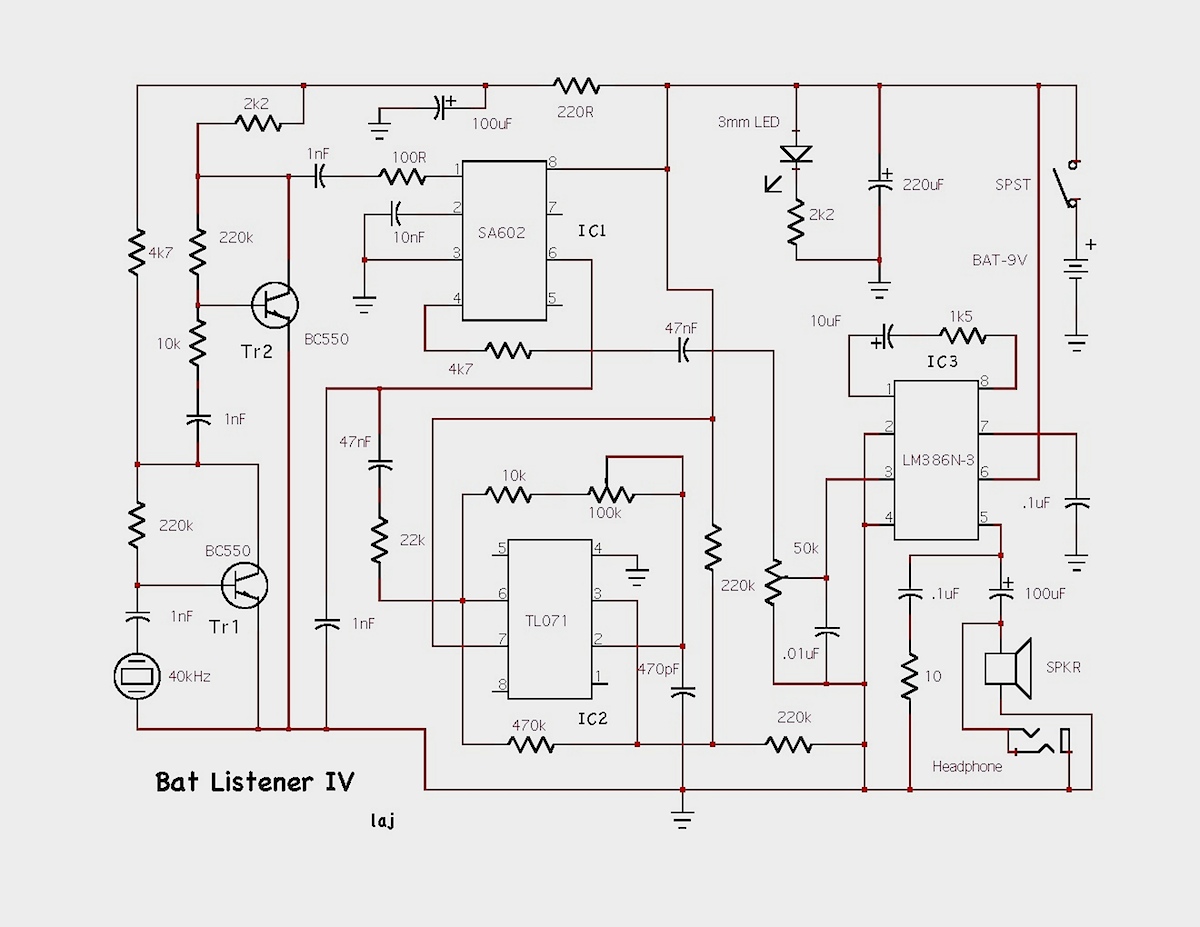 2k2
100uF
220R
3mm LED
1nF
100R
1
8
SPST
220uF
2k2
2
7
10nF
SA602
IC1
4k7
220k
BAT-9V
+
+
+
3
6
4
5
10k
Tr2
BC550
47nF
4k7
10uF
+
1k5
IC3
1nF
1
8
2
7
LM386N-3
3
6
4
5
.1uF
47nF
10k
100k
220k
22k
50k
BC550
5
4
6
3
TL071
7
2
8
1
220k
.1uF
+
100uF
1nF
Tr1
1nF
.01uF
470pF
40kHz
10
SPKR
470k
IC2
220k
Headphone
Bat Listener IV
laj